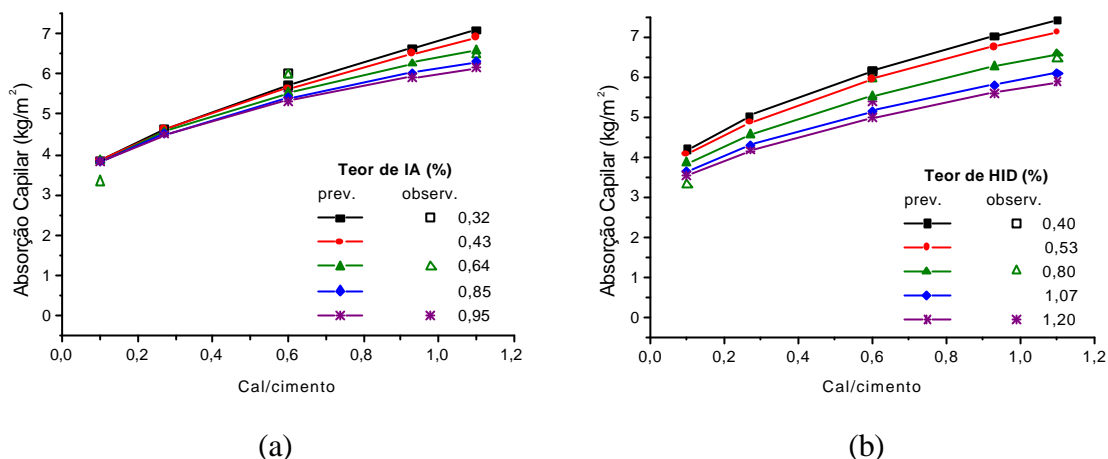 Absorção Capilar (kg/m²)
7
6
5
4
3
2
1
0
0,0 0,2 0,4 0,6 0,8 1,0 1,2
Cal/cimento
Teor de IA (%)
prev. observ.
0,32
0,43
0,64
0,85
0,95
(a)
Absorção Capilar (kg/m²)
7
6
5
4
3
2
1
0
0,0 0,2 0,4 0,6 0,8 1,0 1,2
Cal/cimento
Teor de HID (%)
prev. observ.
0,40
0,53
0,80
1,07
1,20
(b)